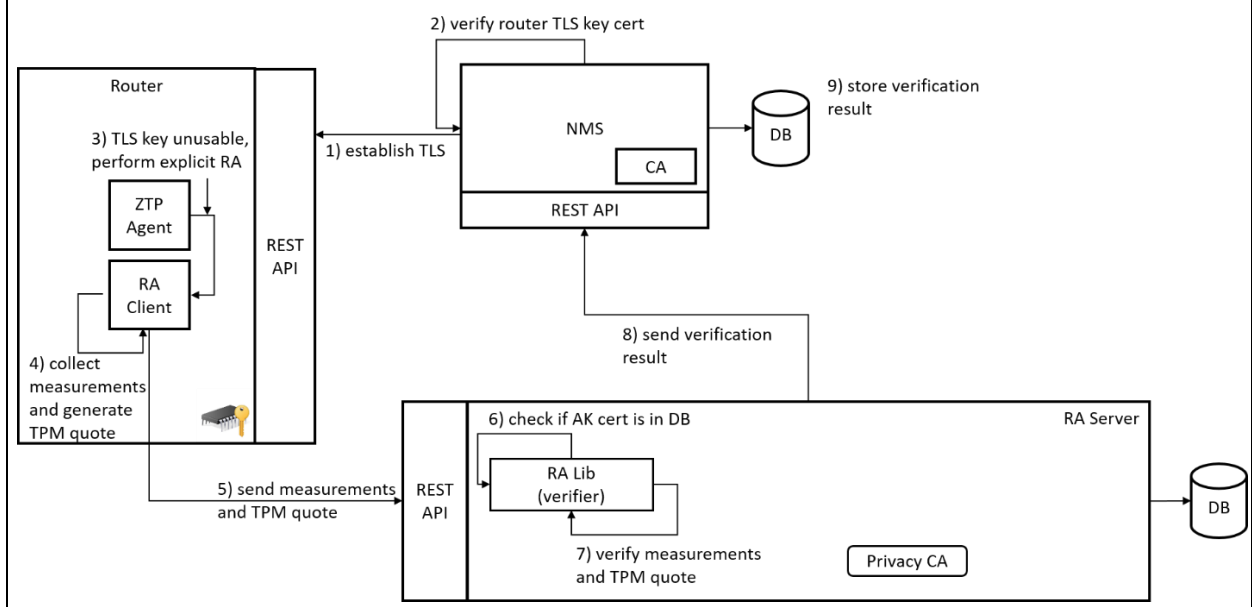 2) verify router TLS key cert
Router
3) TLS key unusable,
perform explicit RA
ZTP
Agent
RA
Client
4) collect
measurements
and generate
TPM quote
REST
API
1) establish TLS
NMS
CA
REST API
DB
9) store verification
result
8) send verification
result
5) send measurements
and TPM quote
REST
API
6) check if AK cert is in DB
RA Lib
(verifier)
7) verify measurements
and TPM quote
Privacy CA
RA Server
DB